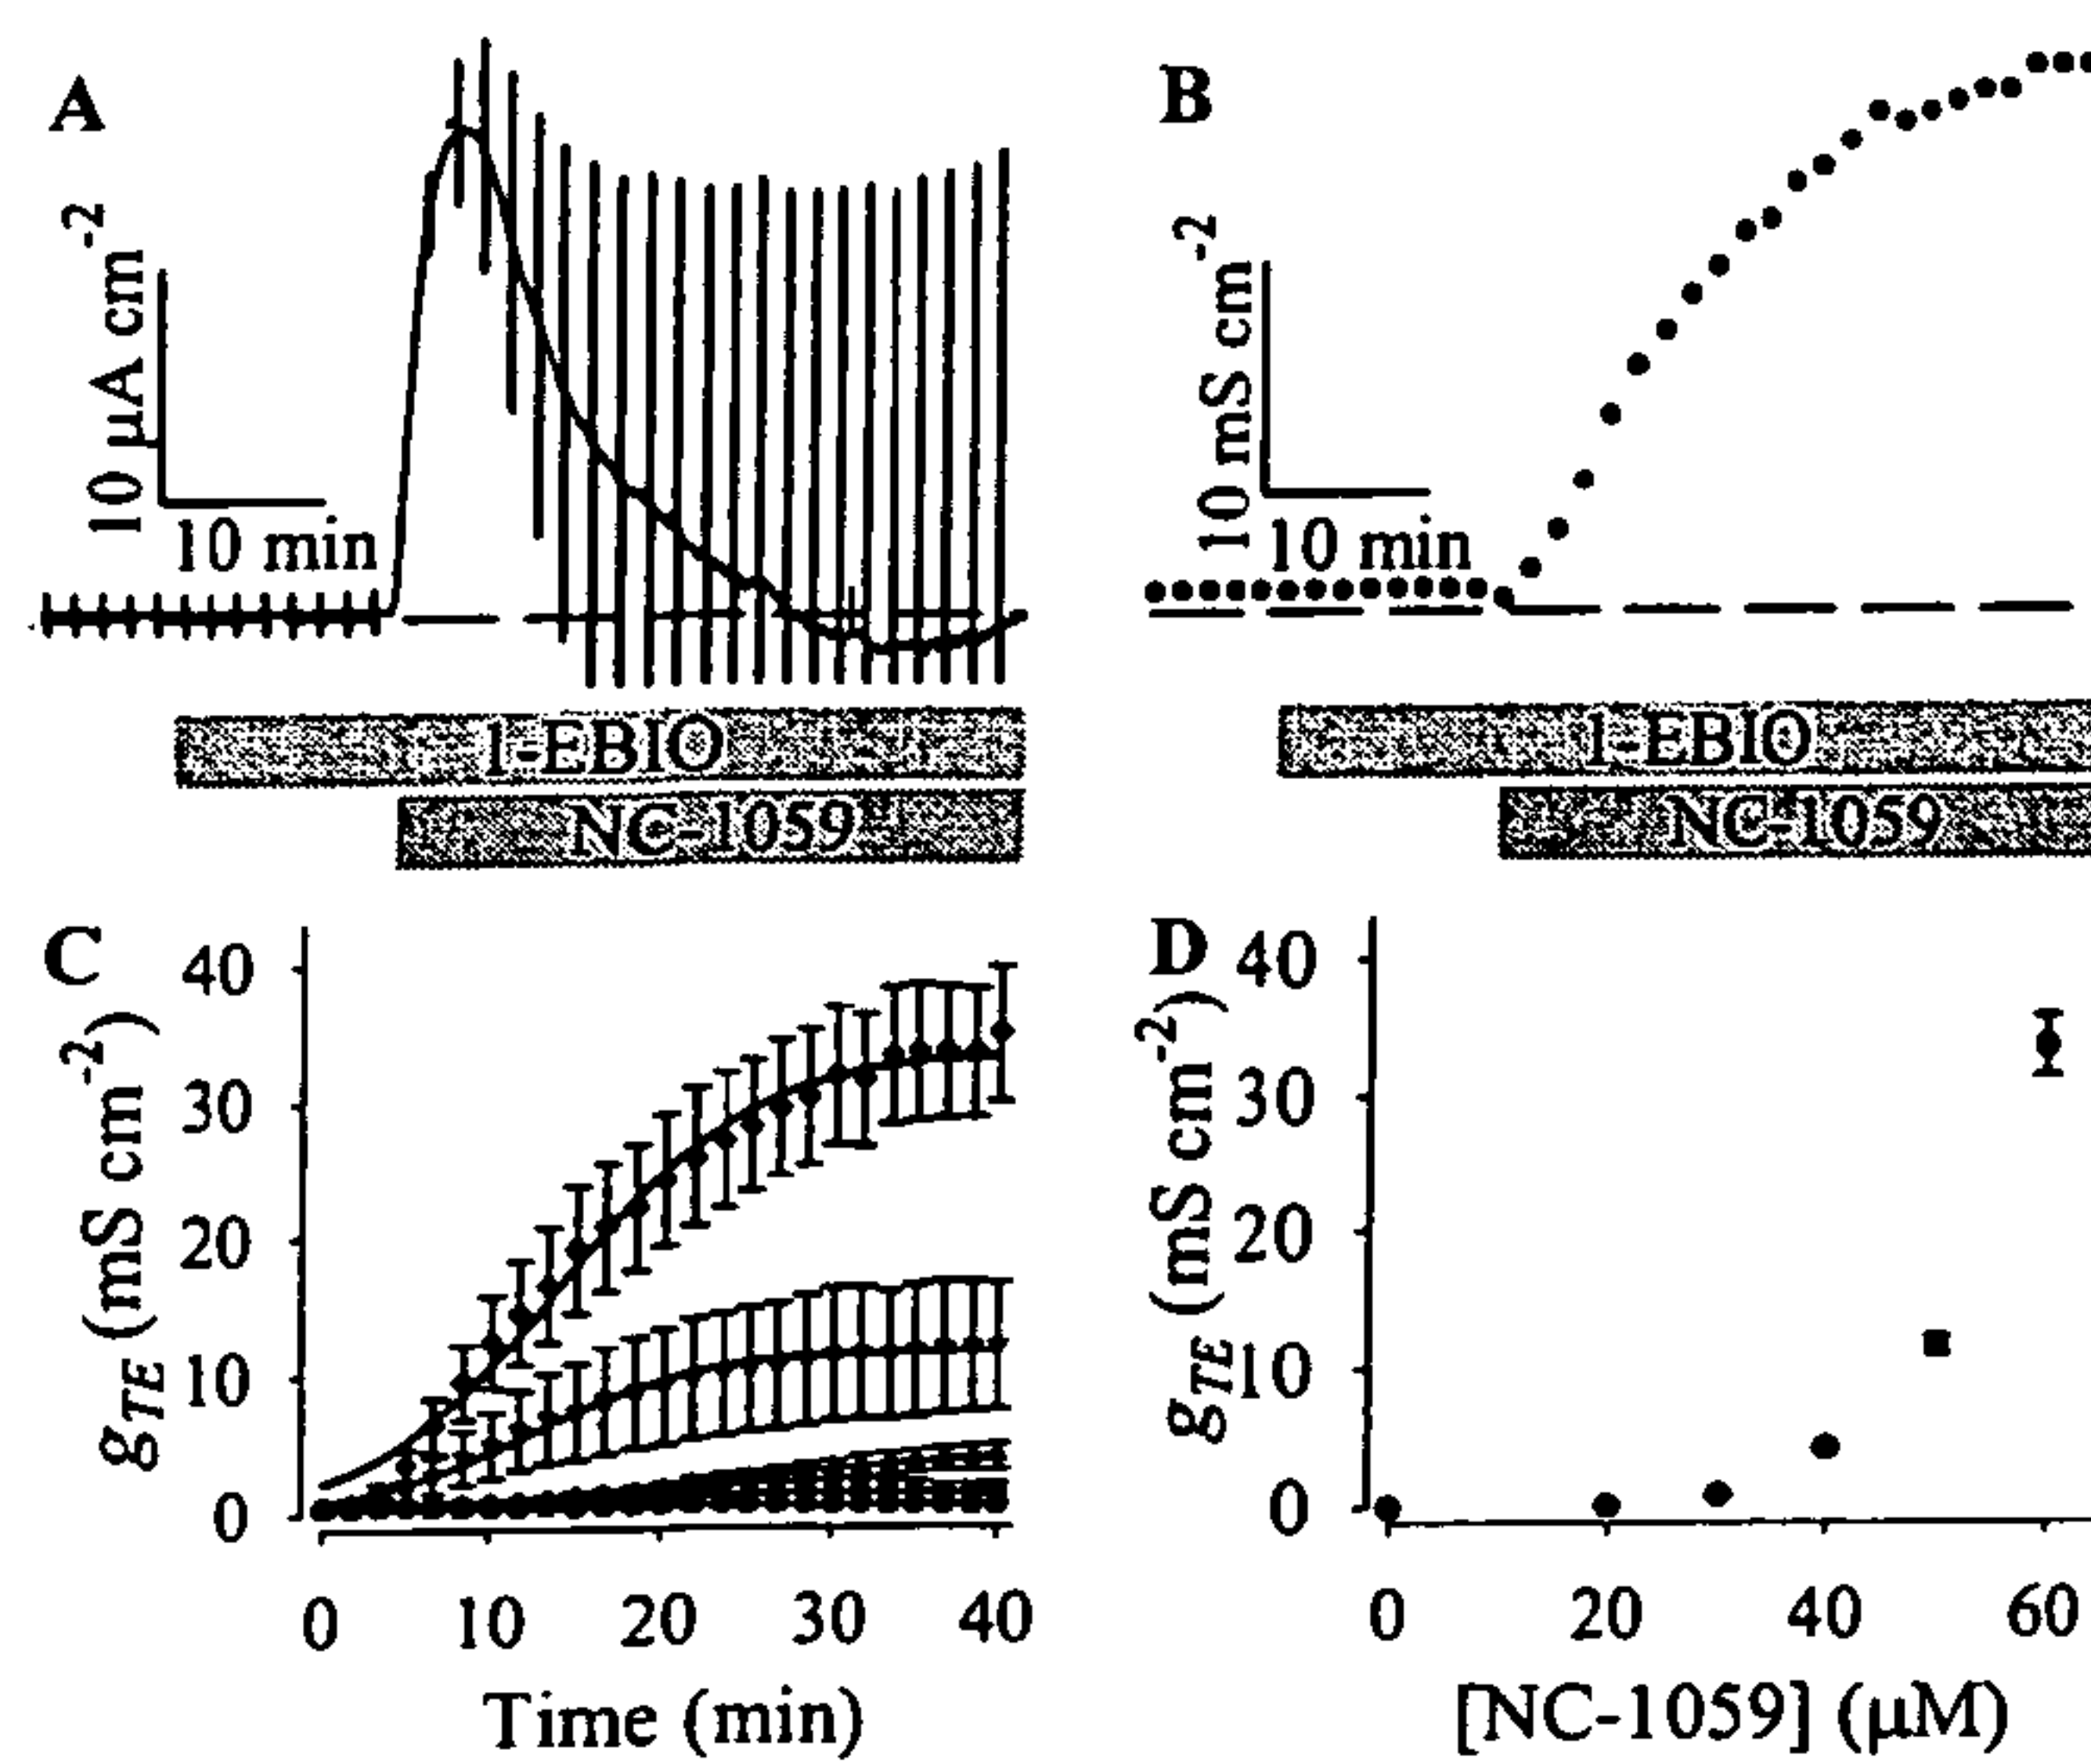 A
10 µA cm-2
10 min
1-EBIO
NC-1059
B
10 mS cm-2
10 min
1-EBIO
NC-1059
C
gTE (mS cm-2)
40
30
20
10
0
0 10 20 30 40
Time (min)
D
gTE (mS cm-2)
40
30
20
10
0
0 20 40 60
[NC-1059] (µM)